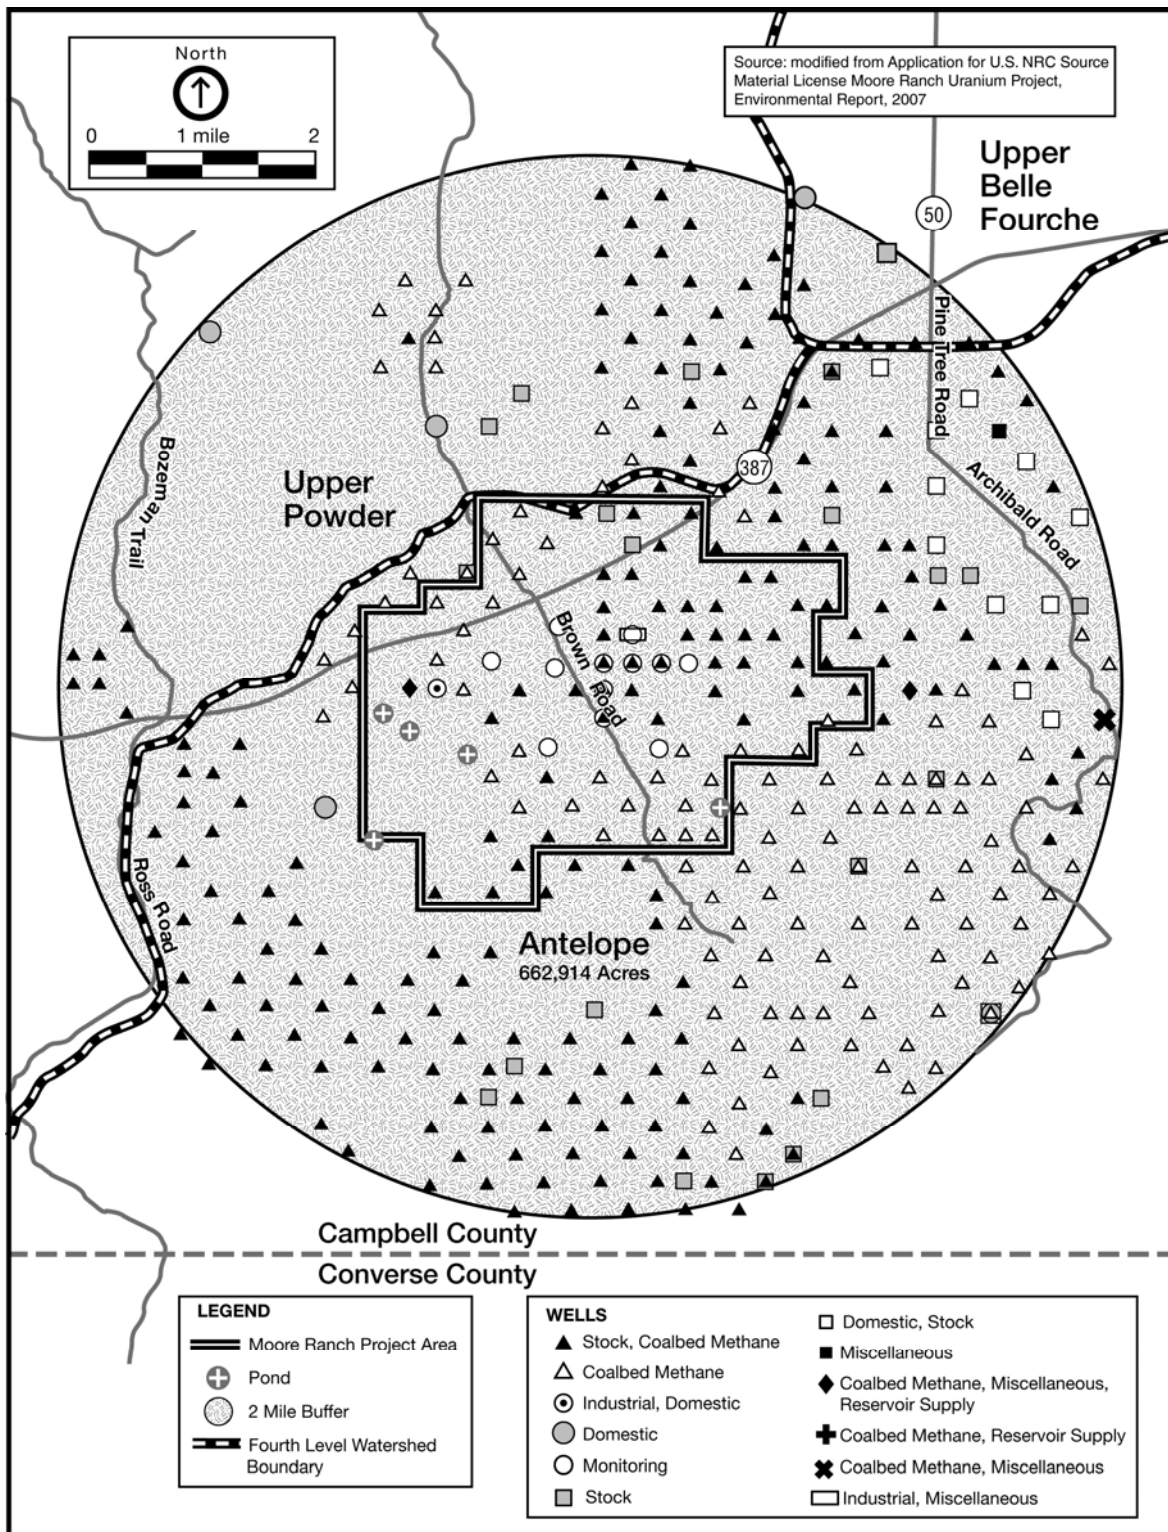 North
0 1 mile 2
Source: modified from Application for U.S. NRC Source
Material License Moore Ranch Uranium Project,
Environmental Report, 2007
Upper
Belle
Fourche
50
Pine Tree Road
387
Archibald Road
Bozeman Trail
Upper
Powder
Brown Road
Ross Road
Antelope
662,914 Acres
Campbell County
Converse County
LEGEND
Moore Ranch Project Area
Pond
2 Mile Buffer
Fourth Level Watershed
Boundary
WELLS
Stock, Coalbed Methane
Coalbed Methane
Industrial, Domestic
Domestic
Monitoring
Stock
Domestic, Stock
Miscellaneous
Coalbed Methane, Miscellaneous,
Reservoir Supply
Coalbed Methane, Reservoir Supply
Coalbed Methane, Miscellaneous
Industrial, Miscellaneous